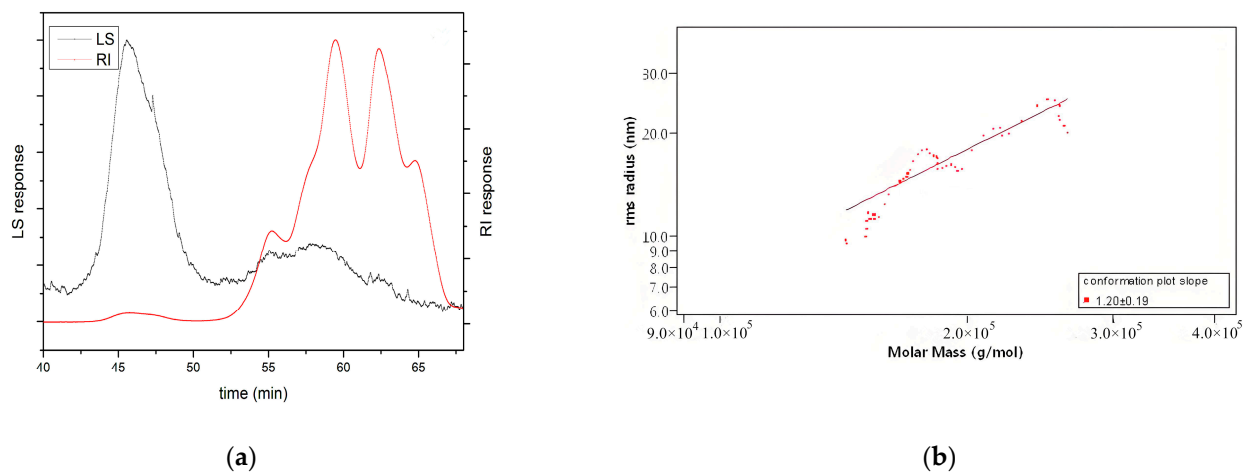 LS
RI
LS response
RI response
40
45
50
55
60
65
time (min)
(a)
30.0
20.0
10.0
9.0
8.0
7.0
6.0
rms radius (nm)
conformation plot slope
1.20±0.19
9.0×10⁴
1.0×10⁵
2.0×10⁵
3.0×10⁵
4.0×10⁵
Molar Mass (g/mol)
(b)